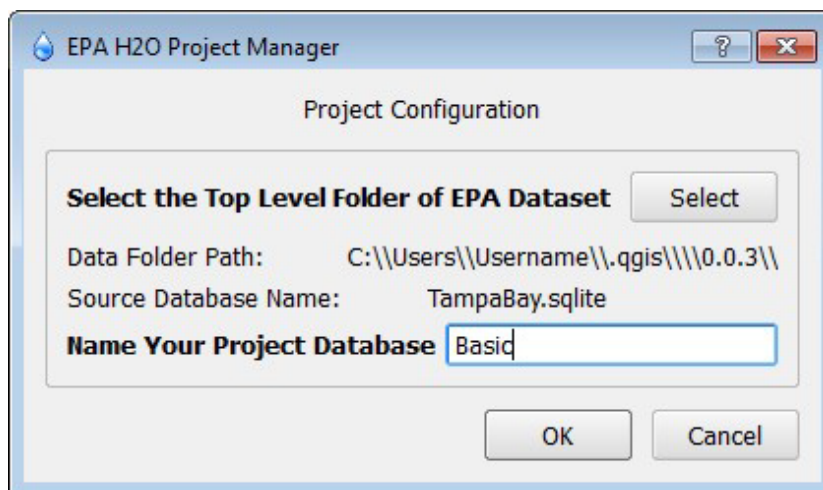 EPA H2O Project Manager
Project Configuration
Select the Top Level Folder of EPA Dataset Select
Data Folder Path: C:\\Users\\Username\\.qgis\\\\0.0.3\\
Source Database Name: TampaBay.sqlite
Name Your Project Database Basic
OK Cancel